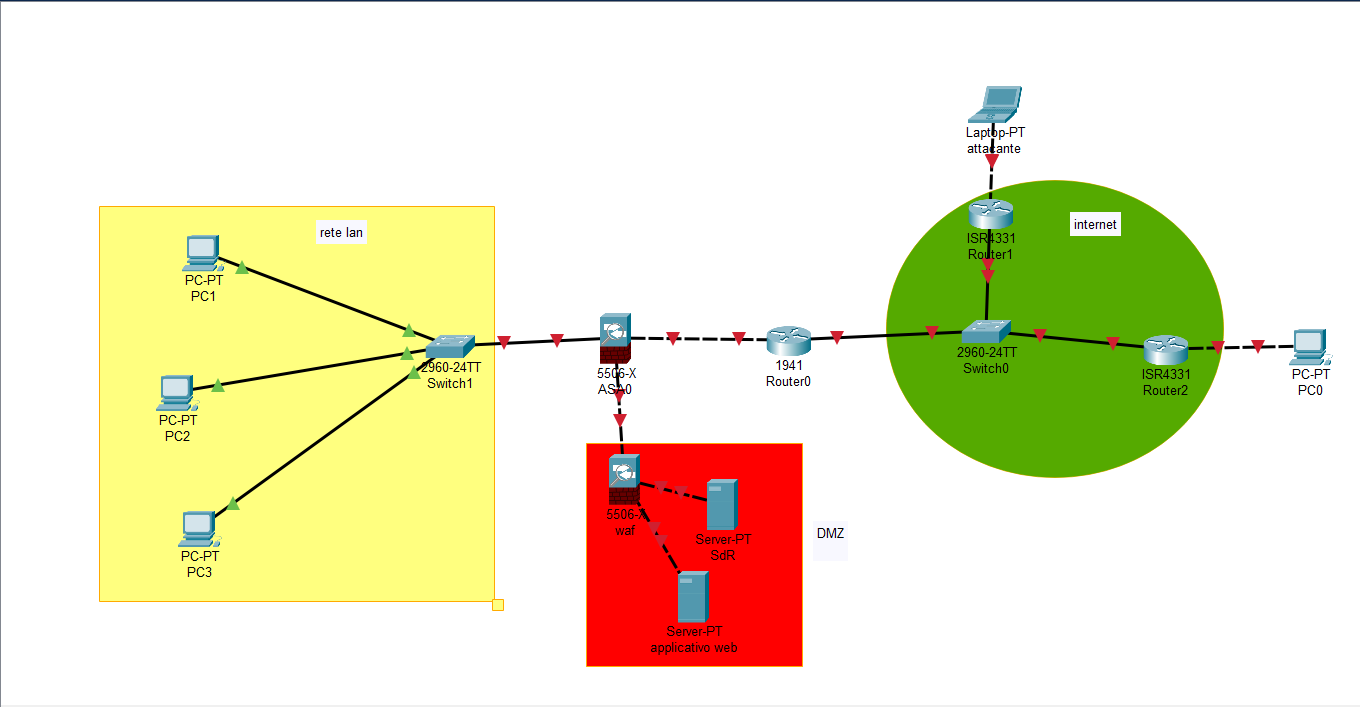 Laptop-PT
attaccante
rete lan
internet
ISR4331
Router1
PC-PT
PC1
2960-24TT
Switch1
5506-X
ASA0
1941
Router0
2960-24TT
Switch0
ISR4331
Router2
PC-PT
PC0
PC-PT
PC2
5506-X
waf
Server-PT
SdR
DMZ
PC-PT
PC3
Server-PT
applicativo web